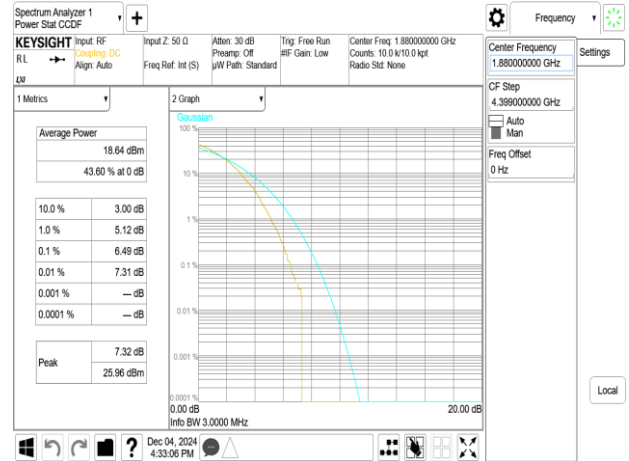 Spectrum Analyzer 1
Power Stat CCDF
Frequency
KEYSIGHT
RL
LXI
Input: RF
Coupling: DC
Align: Auto
Input Z: 50 Ω
Freq Ref: Int (S)
Atten: 30 dB
Preamp: Off
µW Path: Standard
Trig: Free Run
#IF Gain: Low
Center Freq: 1.880000000 GHz
Counts: 10.0 k/10.0 kpt
Radio Std: None
Center Frequency
1.880000000 GHz
Settings
CF Step
4.399000000 GHz
Auto
Man
Freq Offset
0 Hz
1 Metrics
Average Power
18.64 dBm
43.60 % at 0 dB
10.0 % 3.00 dB
1.0 % 5.12 dB
0.1 % 6.49 dB
0.01 % 7.31 dB
0.001 % --- dB
0.0001 % --- dB
Peak
7.32 dB
25.96 dBm
2 Graph
Gaussian
100 %
10 %
1 %
0.1 %
0.01 %
0.001 %
0.0001 %
0.00 dB 20.00 dB
Info BW 3.0000 MHz
Local
?
Dec 04, 2024
4:33:06 PM